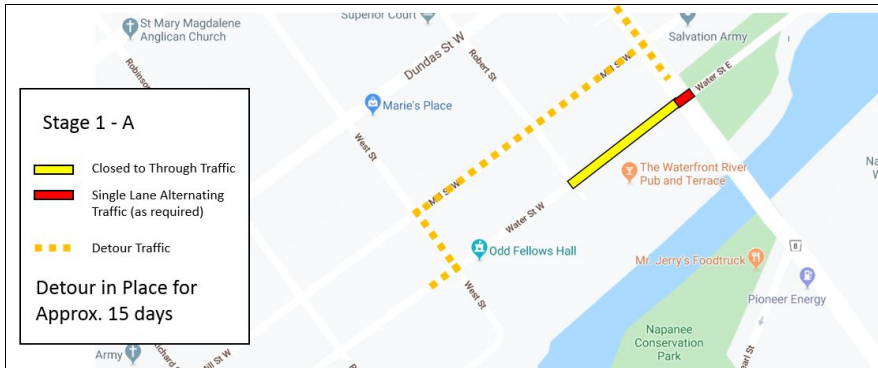 St Mary Magdalene
Anglican Church
Superior Court
Salvation Army
Dundas St W
Robert St
Mill St W
Water St E
Marie's Place
West St
Stage 1 - A
Closed to Through Traffic
Single Lane Alternating
Traffic (as required)
Detour Traffic
Detour in Place for
Approx. 15 days
The Waterfront River
Pub and Terrace
Mill St W
Water St W
Odd Fellows Hall
West St
Mr. Jerry's Foodtruck
8
Pioneer Energy
Napanee
Conservation
Park
Army